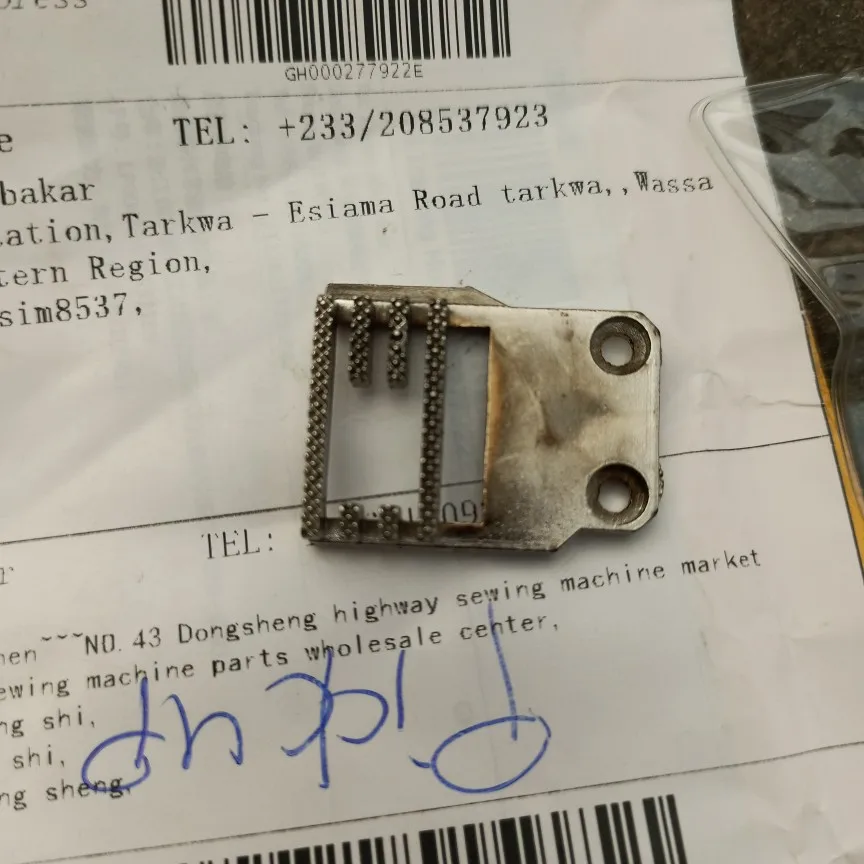 GH000277922E
TEL: +233/208537923
bakar
ation, Tarkwa - Esiama Road tarkwa,,Wassa
tern Region,
sim8537,
TEL:
~~~NO. 43 Dongsheng highway sewing machine market
ewing machine parts wholesale center,
ng shi,
shi,
ng sheng,